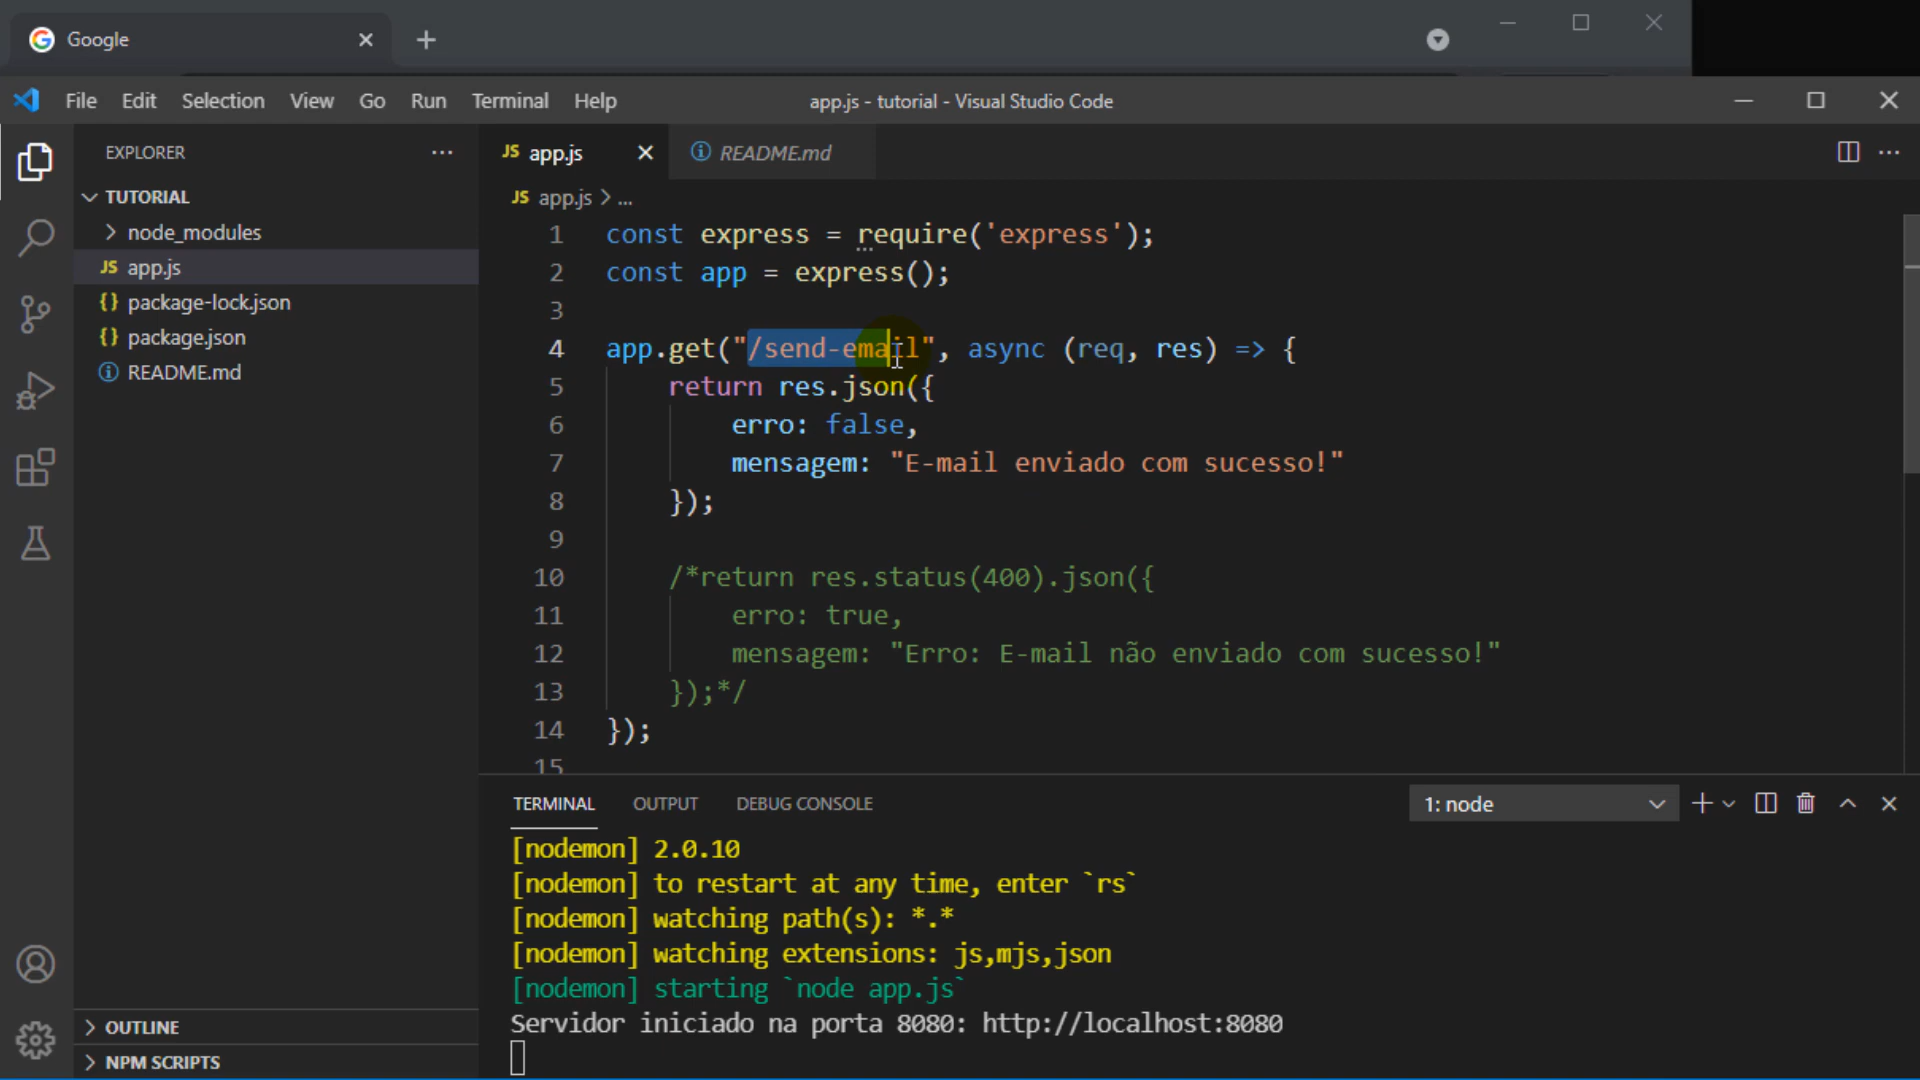 Google
File Edit Selection View Go Run Terminal Help
app.js - tutorial - Visual Studio Code
EXPLORER
TUTORIAL
node_modules
JS app.js
{} package-lock.json
{} package.json
README.md
OUTLINE
NPM SCRIPTS
JS app.js
README.md
JS app.js > ...
1 const express = require('express');
2 const app = express();
3
4 app.get("/send-email", async (req, res) => {
5 return res.json({
6 erro: false,
7 mensagem: "E-mail enviado com sucesso!"
8 });
9
10 /*return res.status(400).json({
11 erro: true,
12 mensagem: "Erro: E-mail não enviado com sucesso!"
13 });*/
14 });
15
TERMINAL OUTPUT DEBUG CONSOLE
1: node
[nodemon] 2.0.10
[nodemon] to restart at any time, enter `rs`
[nodemon] watching path(s): *.*
[nodemon] watching extensions: js,mjs,json
[nodemon] starting `node app.js`
Servidor iniciado na porta 8080: http://localhost:8080